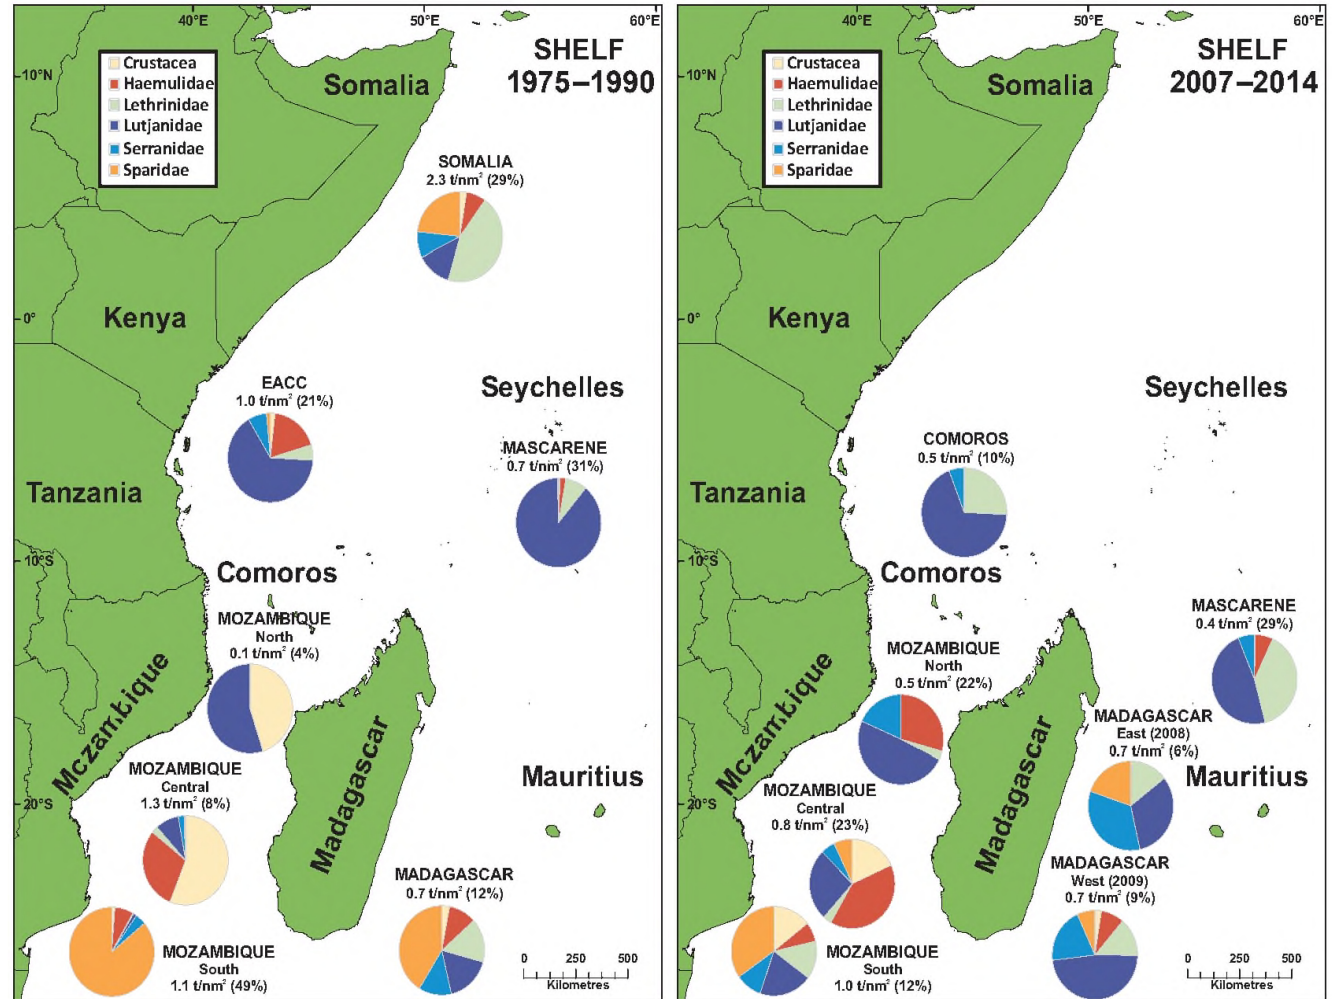 40°E
50°E
60°E
SHELF
1975–1990
Crustacea
Haemulidae
Lethrinidae
Lutjanidae
Serranidae
Sparidae
10°N
Somalia
SOMALIA
2.3 t/nm² (29%)
0°
Kenya
EACC
1.0 t/nm² (21%)
Seychelles
MASCARENE
0.7 t/nm² (31%)
Tanzania
10°S
Comoros
MOZAMBIQUE
North
0.1 t/nm² (4%)
Mczambique
MOZAMBIQUE
Central
1.3 t/nm² (8%)
Madagascar
Mauritius
20°S
MADAGASCAR
0.7 t/nm² (12%)
MOZAMBIQUE
South
1.1 t/nm² (49%)
0 250 500
Kilometres
40°E
50°E
60°E
SHELF
2007–2014
Crustacea
Haemulidae
Lethrinidae
Lutjanidae
Serranidae
Sparidae
10°N
Somalia
0°
Kenya
Seychelles
COMOROS
0.5 t/nm² (10%)
Tanzania
10°S
Comoros
MASCARENE
0.4 t/nm² (29%)
MOZAMBIQUE
North
0.5 t/nm² (22%)
Mczambique
MADAGASCAR
East (2008)
0.7 t/nm² (6%)
Madagascar
Mauritius
MOZAMBIQUE
Central
0.8 t/nm² (23%)
20°S
MADAGASCAR
West (2009)
0.7 t/nm² (9%)
MOZAMBIQUE
South
1.0 t/nm² (12%)
0 250 500
Kilometres